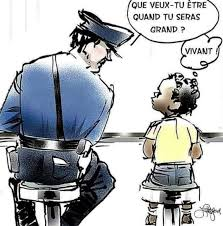 QUE VEUX-TU ÊTRE
QUAND TU SERAS
GRAND ?
VIVANT !